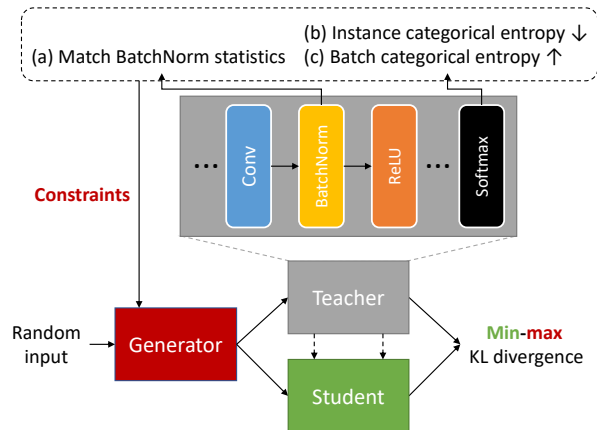 (b) Instance categorical entropy ↓
(a) Match BatchNorm statistics
(c) Batch categorical entropy ↑
... Conv BatchNorm ReLU ... Softmax
Constraints
Teacher
Random
input
Generator
Min-max
KL divergence
Student